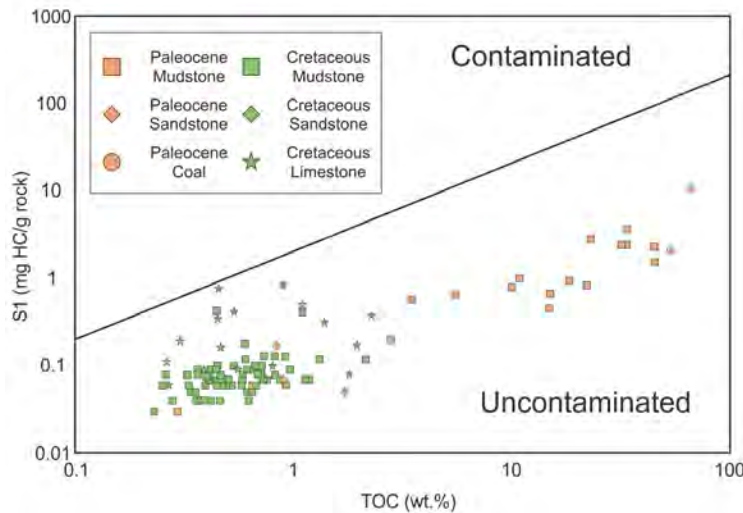 1000
100
10
1
0.1
0.01
S1 (mg HC/g rock)
Paleocene Mudstone
Cretaceous Mudstone
Paleocene Sandstone
Cretaceous Sandstone
Paleocene Coal
Cretaceous Limestone
Contaminated
Uncontaminated
0.1
1
10
100
TOC (wt.%)